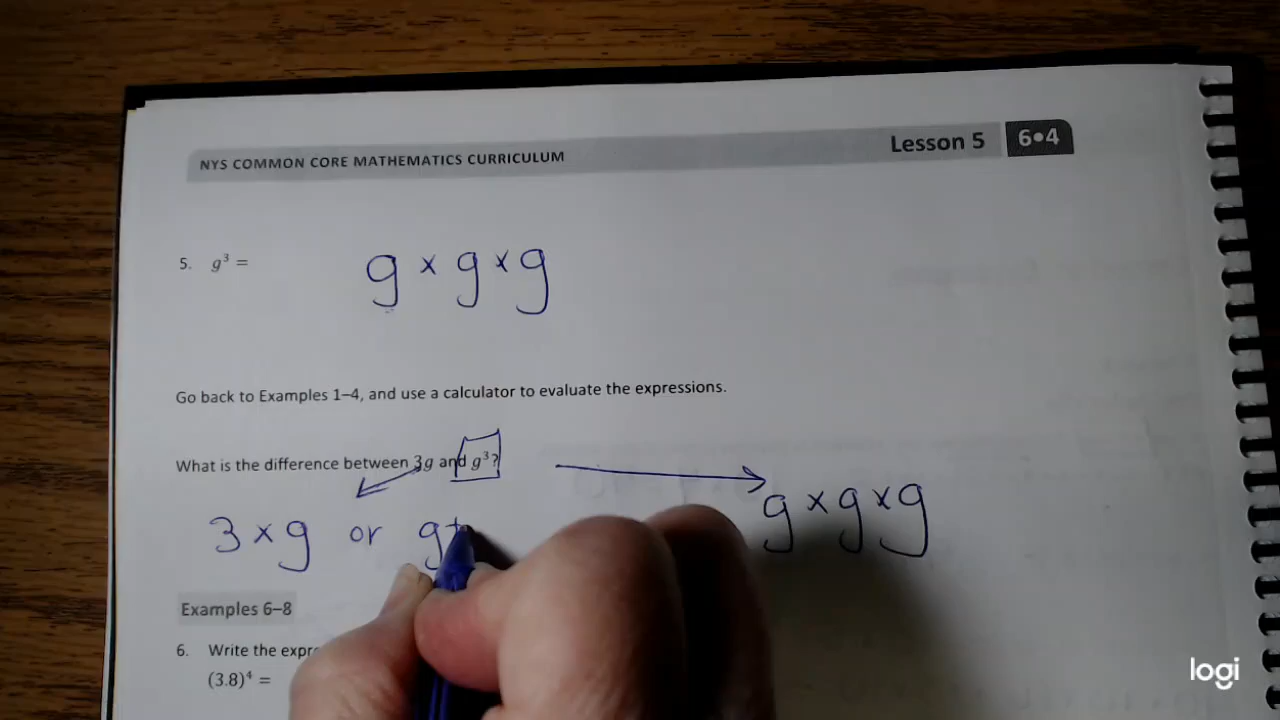 NYS COMMON CORE MATHEMATICS CURRICULUM Lesson 5 6•4
5. g³ = g × g × g
Go back to Examples 1–4, and use a calculator to evaluate the expressions.
What is the difference between 3g and g³?
3 × g or g+ g × g × g
Examples 6–8
6. Write the
(3.8)⁴ =
logi